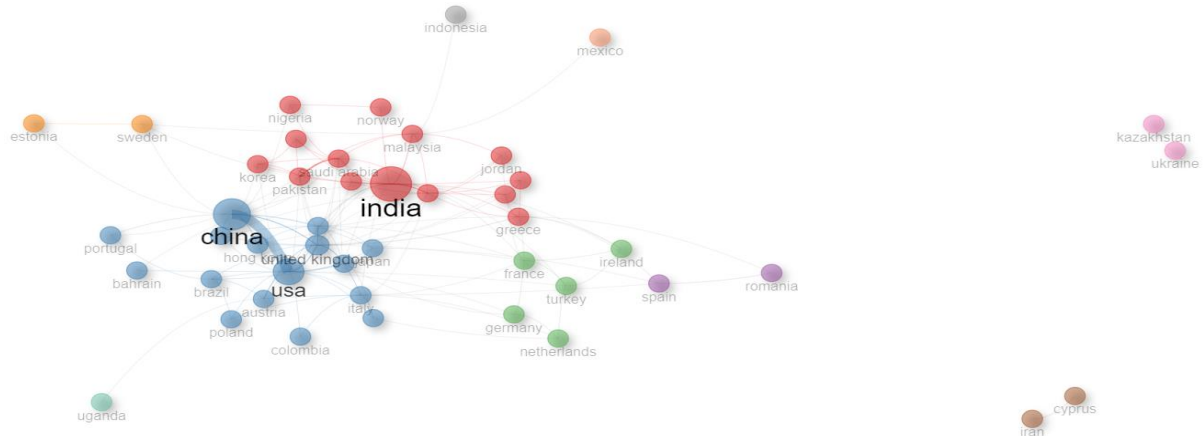 indonesia
mexico
nigeria
norway
estonia
sweden
malaysia
kazakhstan
ukraine
korea
saudi arabia
jordan
pakistan
india
china
greece
portugal
hong
united kingdom
japan
ireland
france
bahrain
usa
brazil
turkey
spain
romania
austria
italy
poland
germany
colombia
netherlands
uganda
cyprus
iran